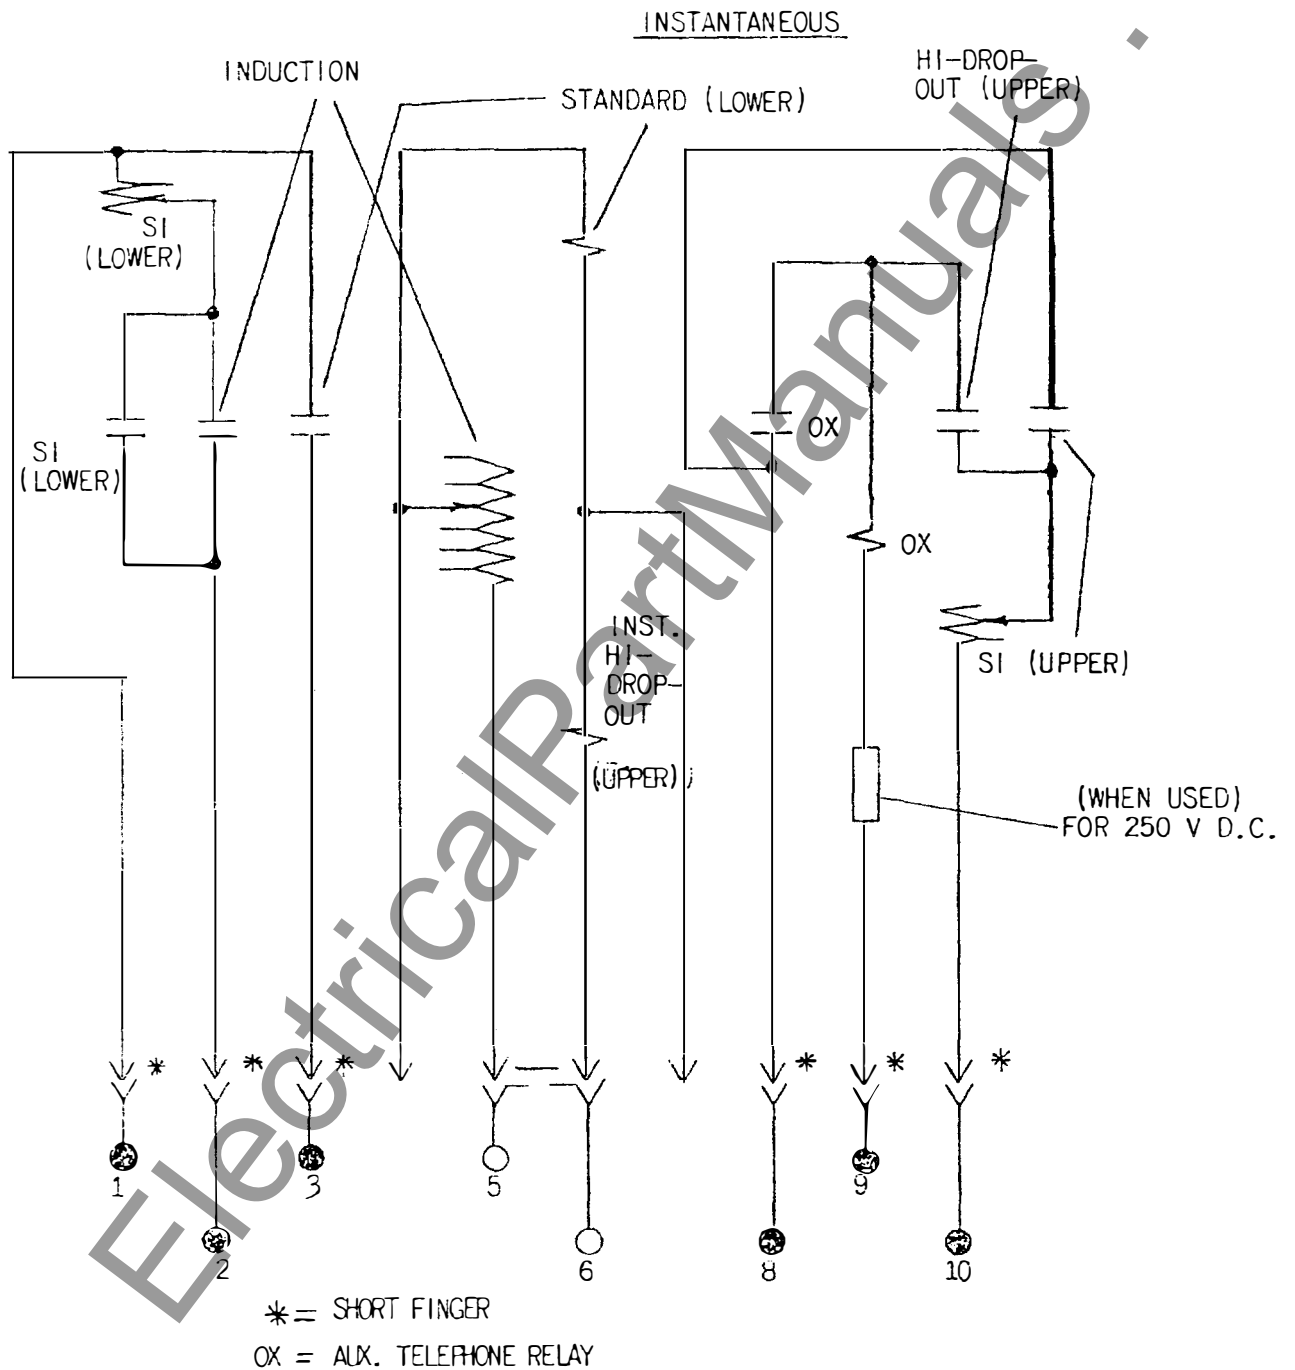 INSTANTANEOUS
INDUCTION
STANDARD (LOWER)
HI-DROP-
OUT (UPPER)
SI
(LOWER)
SI
(LOWER)
OX
OX
INST.
HI-
DROP-
OUT
(UPPER)
SI (UPPER)
(WHEN USED)
FOR 250 V D.C.
* * * * * *
1 3 5 9
2 6 8 10
* = SHORT FINGER
OX = AUX. TELEPHONE RELAY
ElectricalPartManuals .